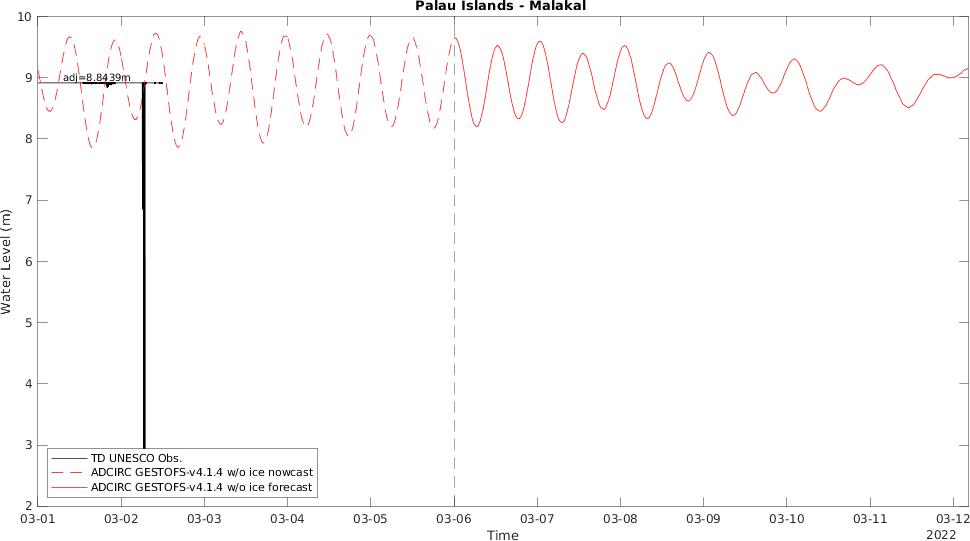 Palau Islands - Malakal
10
9
8
7
6
5
4
3
2
Water Level (m)
adj=8.8439m
TD UNESCO Obs.
ADCIRC GESTOFS-v4.1.4 w/o ice nowcast
ADCIRC GESTOFS-v4.1.4 w/o ice forecast
03-01 03-02 03-03 03-04 03-05 03-06 03-07 03-08 03-09 03-10 03-11 03-12
Time 2022